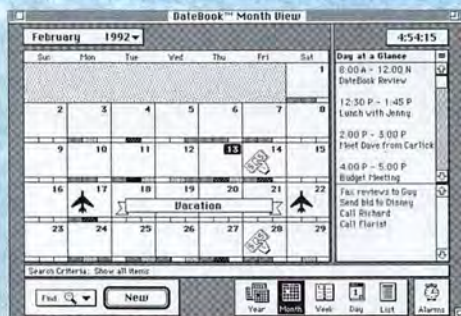 DateBook™ Month View
February 1992
4:54:15
Sun Mon Tue Wed Thu Fri Sat
1
2 3 4 5 6 7 8
9 10 11 12 13 14 15
16 17 18 19 20 21 22
Vacation
23 24 25 26 27 28 29
Day at a Glance
8:00 A - 12:00 N
DateBook Review
12:30 P - 1:45 P
Lunch with Jenny
2:00 P - 3:00 P
Meet Dave from Carlick
4:00 P - 5:00 P
Budget Meeting
Fax reviews to Guy
Send bid to Disney
Call Richard
Call Florist
Search Criteria: Show all items
Find New
Year Month Week Day List Alarms